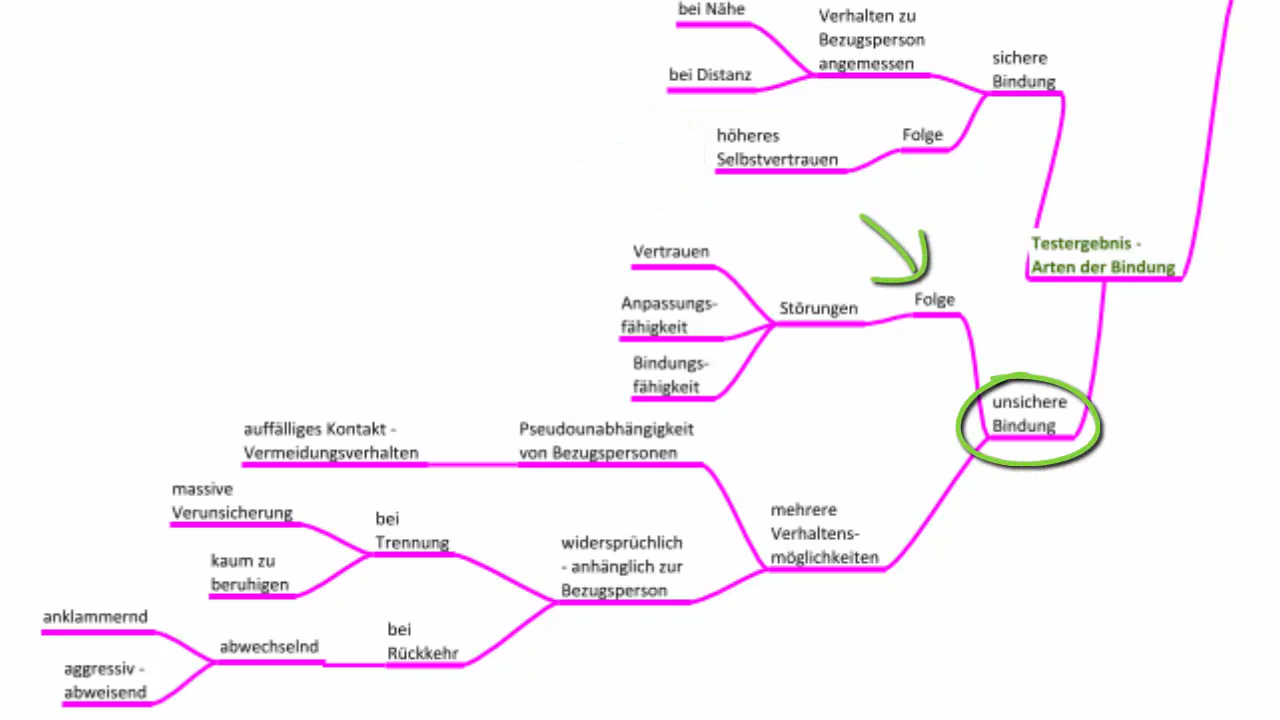 bei Nähe
Verhalten zu
Bezugsperson
angemessen
bei Distanz
sichere
Bindung
höheres
Selbstvertrauen
Folge
Testergebnis -
Arten der Bindung
Vertrauen
Anpassungs-
fähigkeit
Bindungs-
fähigkeit
Störungen
Folge
unsichere
Bindung
auffälliges Kontakt -
Vermeidungsverhalten
Pseudounabhängigkeit
von Bezugspersonen
massive
Verunsicherung
kaum zu
beruhigen
bei
Trennung
widersprüchlich
- anhänglich zur
Bezugsperson
mehrere
Verhaltens-
möglichkeiten
anklammernd
aggressiv -
abweisend
abwechselnd
bei
Rückkehr